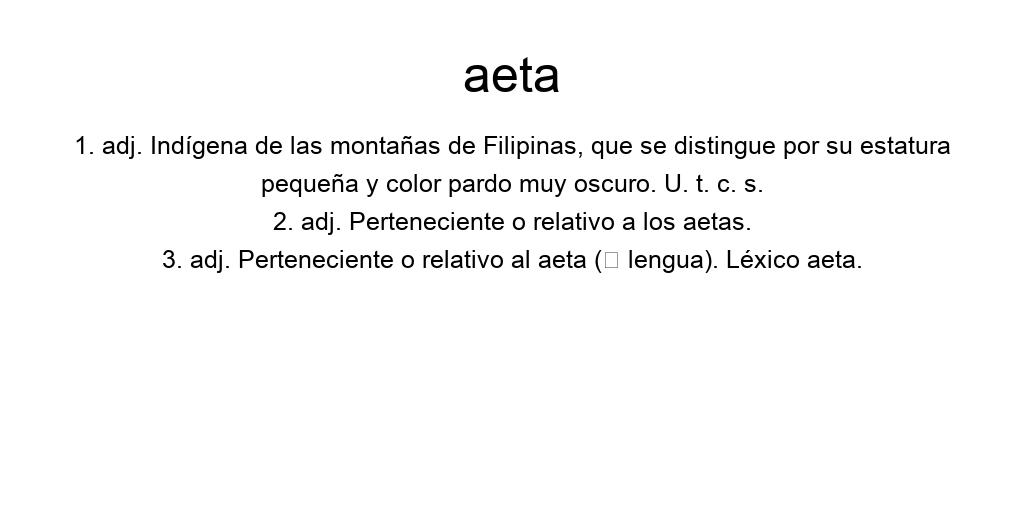 aeta
1. adj. Indígena de las montañas de Filipinas, que se distingue por su estatura
pequeña y color pardo muy oscuro. U. t. c. s.
2. adj. Perteneciente o relativo a los aetas.
3. adj. Perteneciente o relativo al aeta (□ lengua). Léxico aeta.